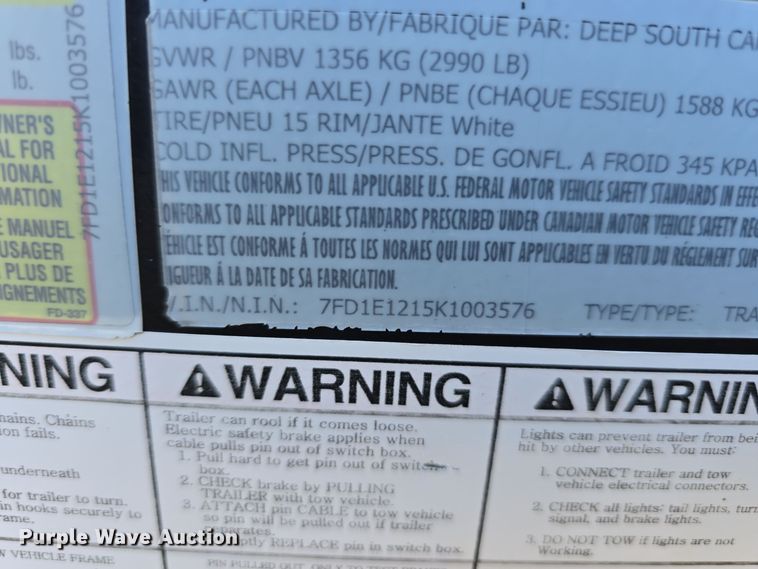 lbs.
lb.
NER'S
AL FOR
TIONAL
MATION
E MANUEL
USAGER
PLUS DE
IGNEMENTS
FD-337
7FD1E1215K1003576
MANUFACTURED BY/FABRIQUE PAR: DEEP SOUTH CA
GVWR / PNBV 1356 KG (2990 LB)
GAWR (EACH AXLE) / PNBE (CHAQUE ESSIEU) 1588 KG
TIRE/PNEU 15 RIM/JANTE White
COLD INFL. PRESS/PRESS. DE GONFL. A FROID 345 KPA
THIS VEHICLE CONFORMS TO ALL APPLICABLE U.S. FEDERAL MOTOR VEHICLE SAFETY STANDARDS IN EFFE
CONFORMS TO ALL APPLICABLE STANDARDS PRESCRIBED UNDER CANADIAN MOTOR VEHICLE SAFETY REG
VÉHICLE EST CONFORME À TOUTES LES NORMES QUI LUI SONT APPLICABLES EN VERTU DU RÉGLEMENT SUR
IGUEUR À LA DATE DE SA FABRICATION.
V.I.N./N.I.N.: 7FD1E1215K1003576 TYPE/TYPE: TRA
NING
hains. Chains
on fails.
underneath
for trailer to turn.
in hooks securely to
rame.
W VEHICLE FRAME
WARNING
Trailer can rool if it comes loose.
Electric safety brake applies when
cable pulls pin out of switch box.
1. Pull hard to get pin out of switch
box.
2. CHECK brake by PULLING
TRAILER with tow vehicle.
3. ATTACH pin CABLE to tow vehicle
so pin will be pulled out if trailer
separates.
ptly REPLACE pin in switch box.
PIN PULLED OUT ONLY TO TEST
WARNIN
Lights can prevent trailer from bei
hit by other vehicles. You must:
1. CONNECT trailer and tow
vehicle electrical connectors.
2. CHECK all lights: tail lights, turn
signal, and brake lights.
3. DO NOT TOW if lights are not
Working.
Purple Wave Auction